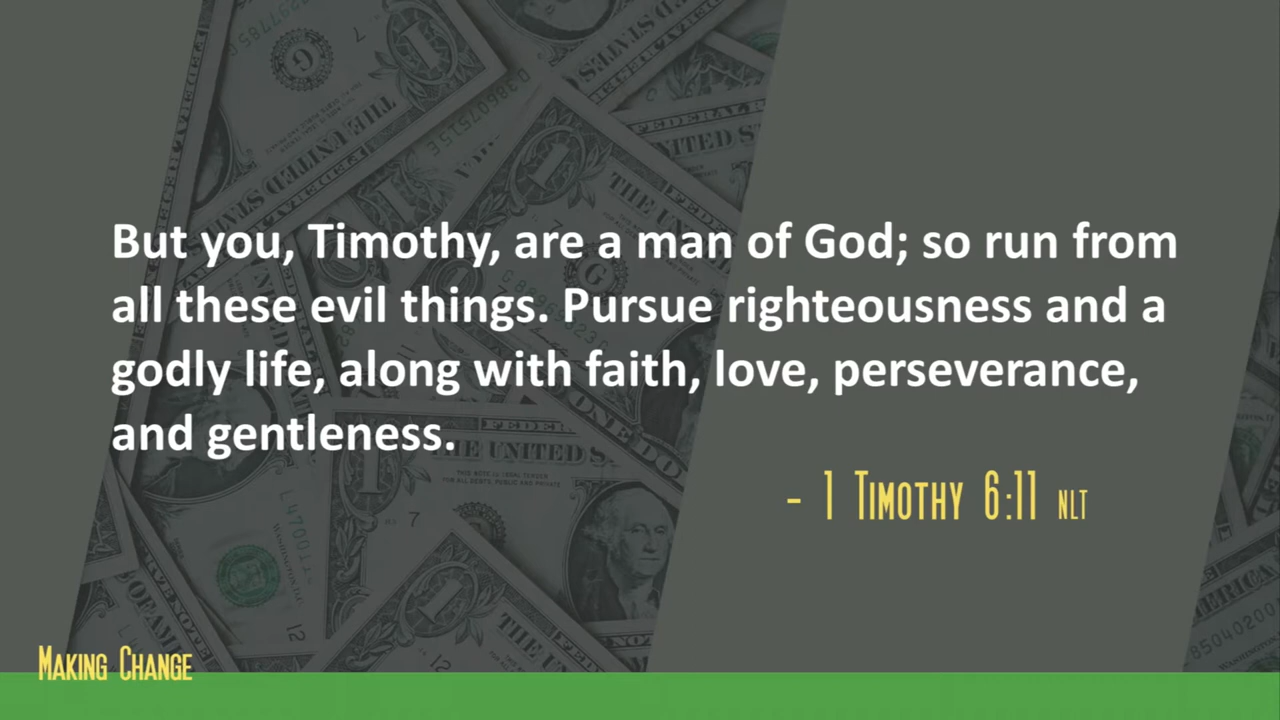 But you, Timothy, are a man of God; so run from
all these evil things. Pursue righteousness and a
godly life, along with faith, love, perseverance,
and gentleness.
- 1 Timothy 6:11 NLT
Making Change